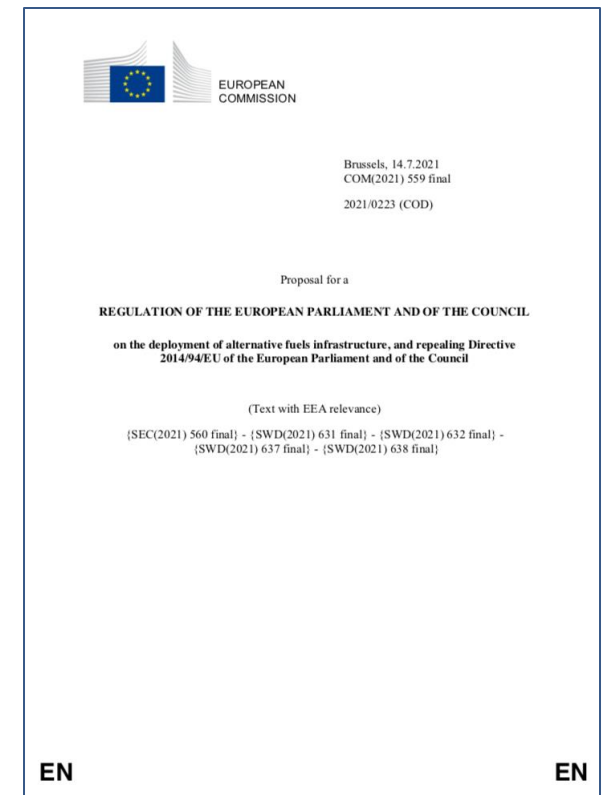 EUROPEAN
COMMISSION
Brussels, 14.7.2021
COM(2021) 559 final
2021/0223 (COD)
Proposal for a
REGULATION OF THE EUROPEAN PARLIAMENT AND OF THE COUNCIL
on the deployment of alternative fuels infrastructure, and repealing Directive
2014/94/EU of the European Parliament and of the Council
(Text with EEA relevance)
{SEC(2021) 560 final} - {SWD(2021) 631 final} - {SWD(2021) 632 final} -
{SWD(2021) 637 final} - {SWD(2021) 638 final}
EN EN